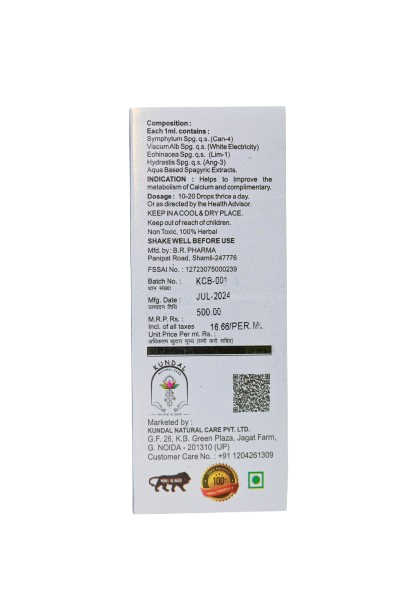 Composition :
Each 1ml. contains :
Symphytum Spg. q.s. (Can-4)
Viscum Alb Spg. q.s. (White Electricity)
Echinacea Spg. q.s. (Lim-1)
Hydrastis Spg. q.s. (Ang-3)
Aqua Based Spagyric Extracts.
INDICATION : Helps to Improve the
metabolism of Calcium and complimentary.
Dosage : 10-20 Drops thrice a day.
Or as directed by the Health Advisor.
KEEP IN A COOL & DRY PLACE.
Keep out of reach of children.
Non Toxic, 100% Herbal
SHAKE WELL BEFORE USE
Mfd. by : B.R. PHARMA
Panipat Road, Shamli-247776
FSSAI No. : 12723075000239
Batch No. : KCB-001
घान संख्या
Mfg. Date : JUL-2024
उत्पादन तिथि
M.R.P. Rs : 500.00
Incl. of all taxes 16.66/PER.ML
Unit Price Per ml. Rs :
अधिकतम खुदरा मूल्य (सभी करों सहित)
KUNDAL
Marketed by :
KUNDAL NATURAL CARE PVT. LTD.
G.F. 26, K.B. Green Plaza, Jagat Farm,
G. NOIDA - 201310 (UP)
Customer Care No. : +91 1204261309
MAKE IN INDIA
100%